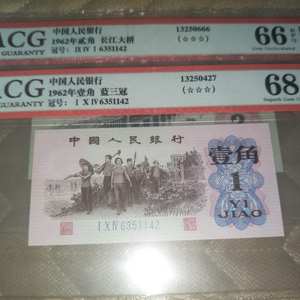 ACG
GUARANTY
中国人民银行
1962年贰角 长江大桥
冠号: IX IV I 6351142
13250666
(☆☆☆)
66
ACG
GUARANTY
中国人民银行
1962年壹角 蓝三冠
冠号: I X IV 6351142
13250427
(☆☆☆)
68
中国人民银行
壹角
1
YI
JIAO
I X IV 6351142